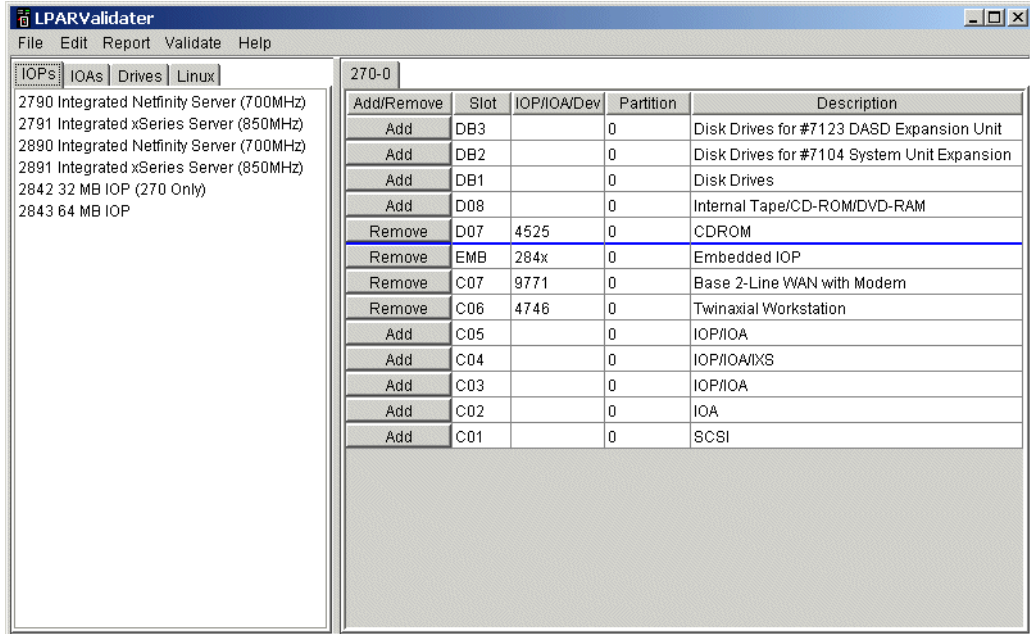 LPARValidater
File Edit Report Validate Help
IOPs IOAs Drives Linux
2790 Integrated Netfinity Server (700MHz)
2791 Integrated xSeries Server (850MHz)
2890 Integrated Netfinity Server (700MHz)
2891 Integrated xSeries Server (850MHz)
2842 32 MB IOP (270 Only)
2843 64 MB IOP
270-0
Add/Remove Slot IOP/IOA/Dev Partition Description
Add DB3 0 Disk Drives for #7123 DASD Expansion Unit
Add DB2 0 Disk Drives for #7104 System Unit Expansion
Add DB1 0 Disk Drives
Add D08 0 Internal Tape/CD-ROM/DVD-RAM
Remove D07 4525 0 CDROM
Remove EMB 284x 0 Embedded IOP
Remove C07 9771 0 Base 2-Line WAN with Modem
Remove C06 4746 0 Twinaxial Workstation
Add C05 0 IOP/IOA
Add C04 0 IOP/IOA/IXS
Add C03 0 IOP/IOA
Add C02 0 IOA
Add C01 0 SCSI